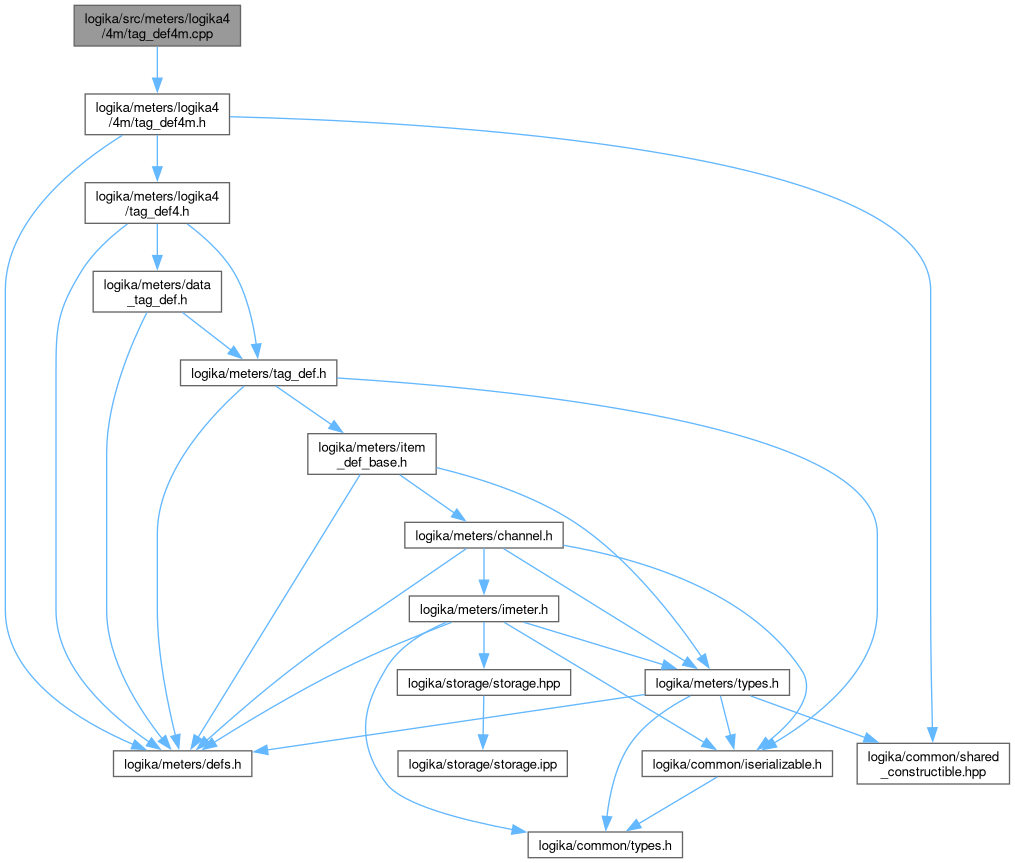 logika/src/meters/logika4
/4m/tag_def4m.cpp
logika/meters/logika4
/4m/tag_def4m.h
logika/meters/logika4
/tag_def4.h
logika/meters/data
_tag_def.h
logika/meters/tag_def.h
logika/meters/item
_def_base.h
logika/meters/channel.h
logika/meters/imeter.h
logika/storage/storage.hpp
logika/meters/types.h
logika/meters/defs.h
logika/storage/storage.ipp
logika/common/iserializable.h
logika/common/shared
_constructible.hpp
logika/common/types.h